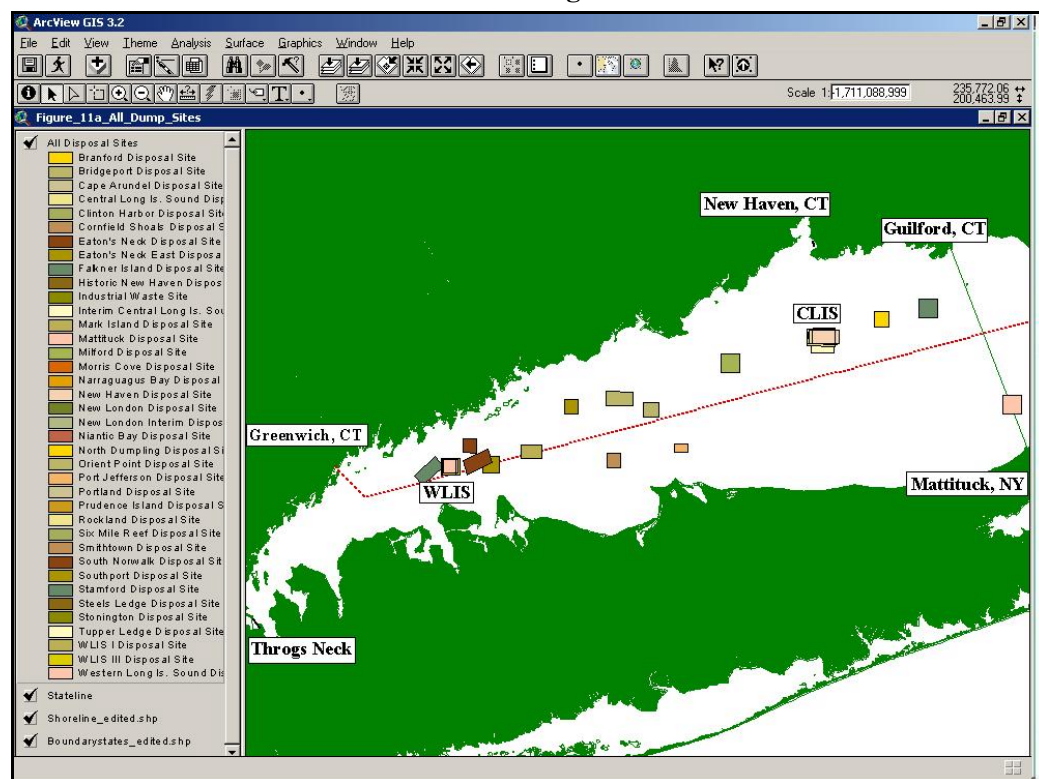 ArcView GIS 3.2
File Edit View Theme Analysis Surface Graphics Window Help
Scale 1: 1,711,088,999
235,772.06
200,463.99
Figure_11a_All_Dump_Sites
All Disposal Sites
Branford Disposal Site
Bridgeport Disposal Site
Cape Arundel Disposal Site
Central Long Is. Sound Disp
Clinton Harbor Disposal Site
Cornfield Shoals Disposal S
Eaton's Neck Disposal Site
Eaton's Neck East Disposa
Falkner Island Disposal Site
Historic New Haven Dispos
Industrial Waste Site
Interim Central Long Is. Sou
Mark Island Disposal Site
Mattituck Disposal Site
Milford Disposal Site
Morris Cove Disposal Site
Narraguagus Bay Disposal
New Haven Disposal Site
New London Disposal Site
New London Interim Dispos
Niantic Bay Disposal Site
North Dumpling Disposal Si
Orient Point Disposal Site
Port Jefferson Disposal Site
Portland Disposal Site
Prudence Island Disposal S
Rockland Disposal Site
Six Mile Reef Disposal Site
Smithtown Disposal Site
South Norwalk Disposal Sit
Southport Disposal Site
Stamford Disposal Site
Steels Ledge Disposal Site
Stonington Disposal Site
Tupper Ledge Disposal Site
WLIS I Disposal Site
WLIS III Disposal Site
Western Long Is. Sound Dis
Stateline
Shoreline_edited.shp
Boundarystates_edited.shp
New Haven, CT
Guilford, CT
CLIS
Greenwich, CT
WLIS
Mattituck, NY
Throgs Neck